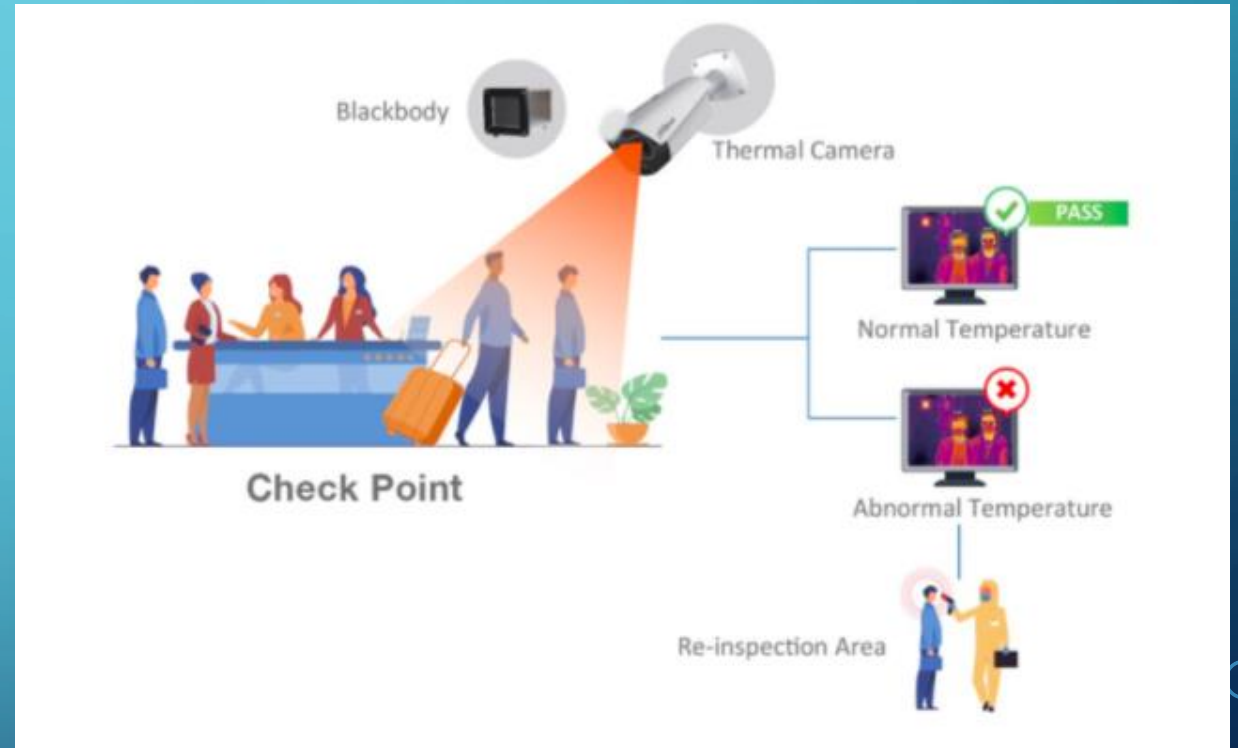 Blackbody
Thermal Camera
PASS
Normal Temperature
Check Point
Abnormal Temperature
Re-inspection Area